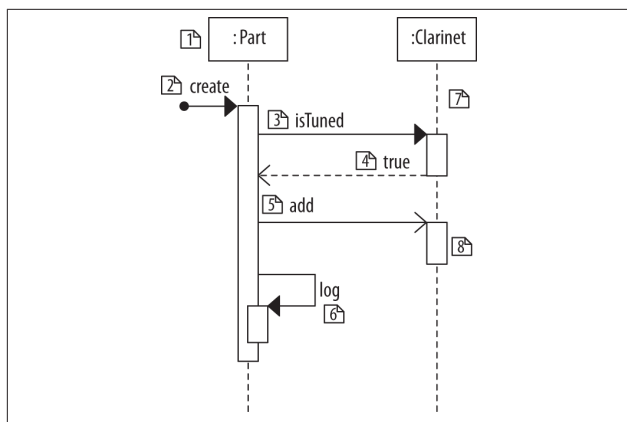 1 : Part :Clarinet
2 create
7
3 isTuned
4 true
5 add
8
log
6